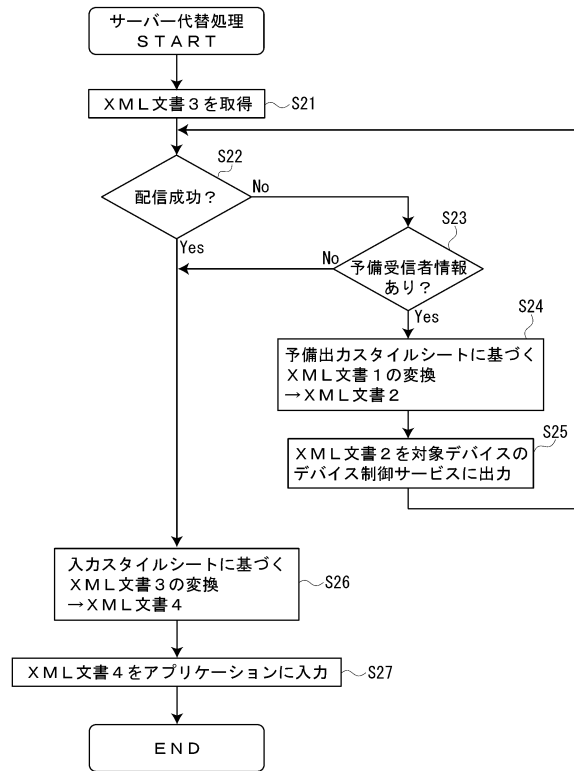 サーバー代替処理
ＳＴＡＲＴ
ＸＭＬ文書３を取得
S21
S22
配信成功？
No
Yes
S23
予備受信者情報
あり？
No
Yes
S24
予備出力スタイルシートに基づく
ＸＭＬ文書１の変換
→ＸＭＬ文書２
S25
ＸＭＬ文書２を対象デバイスの
デバイス制御サービスに出力
入力スタイルシートに基づく
ＸＭＬ文書３の変換
→ＸＭＬ文書４
S26
ＸＭＬ文書４をアプリケーションに入力
S27
ＥＮＤ